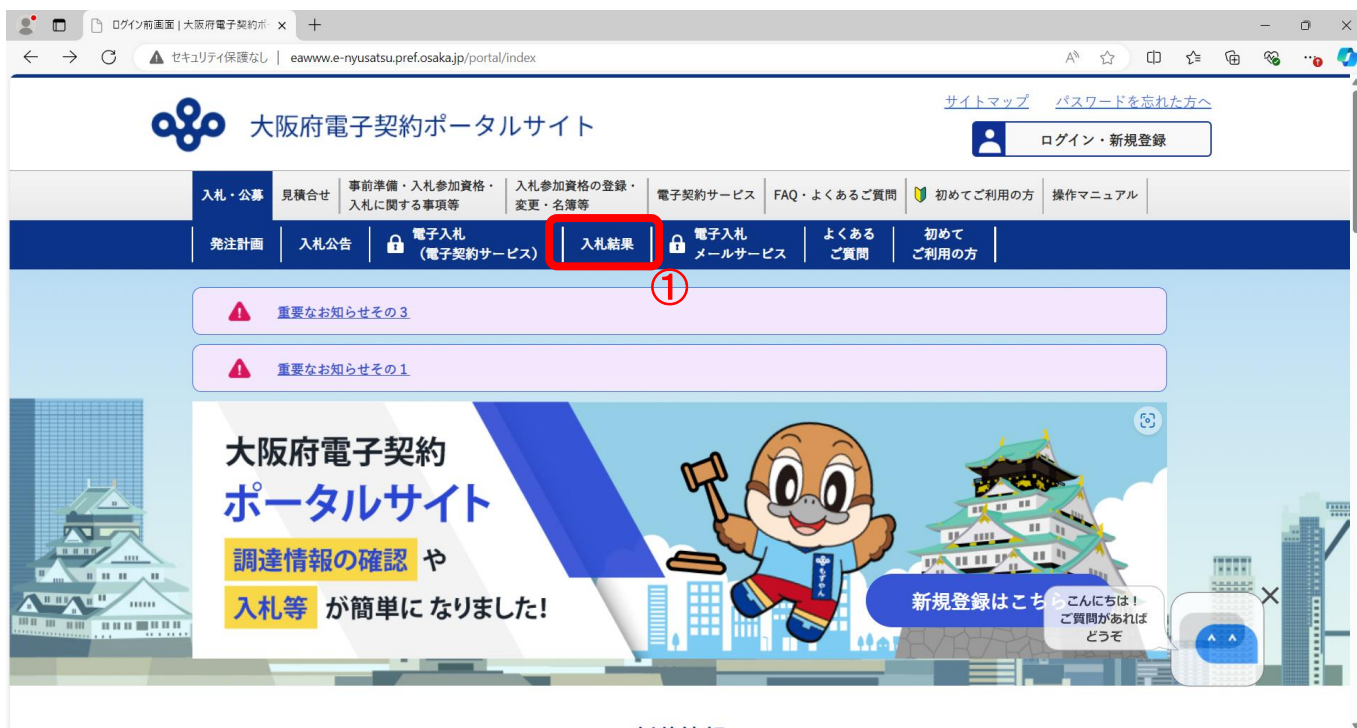 ログイン前画面 | 大阪府電子契約ポ
セキュリティ保護なし | eawww.e-nyusatsu.pref.osaka.jp/portal/index
サイトマップ パスワードを忘れた方へ
大阪府電子契約ポータルサイト
ログイン・新規登録
入札・公募
見積合せ
事前準備・入札参加資格・
入札に関する事項等
入札参加資格の登録・
変更・名簿等
電子契約サービス
FAQ・よくあるご質問
初めてご利用の方
操作マニュアル
発注計画
入札公告
電子入札
(電子契約サービス)
入札結果
電子入札
メールサービス
よくある
ご質問
初めて
ご利用の方
①
重要なお知らせその3
重要なお知らせその1
大阪府電子契約
ポータルサイト
調達情報の確認 や
入札等 が簡単に なりました!
もずやん
新規登録はこち
こんにちは!
ご質問があれば
どうぞ